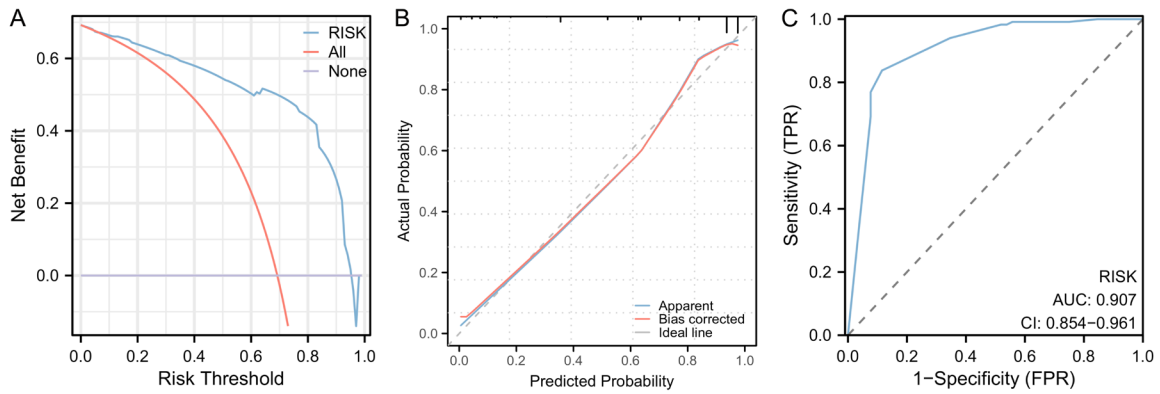 A
Net Benefit
0.6
0.4
0.2
0.0
RISK
All
None
0.0
0.2
0.4
0.6
0.8
1.0
Risk Threshold
B
Actual Probability
1.0
0.8
0.6
0.4
0.2
0.0
Apparent
Bias corrected
Ideal line
0.0
0.2
0.4
0.6
0.8
1.0
Predicted Probability
C
Sensitivity (TPR)
1.0
0.8
0.6
0.4
0.2
0.0
RISK
AUC: 0.907
CI: 0.854−0.961
0.0
0.2
0.4
0.6
0.8
1.0
1−Specificity (FPR)